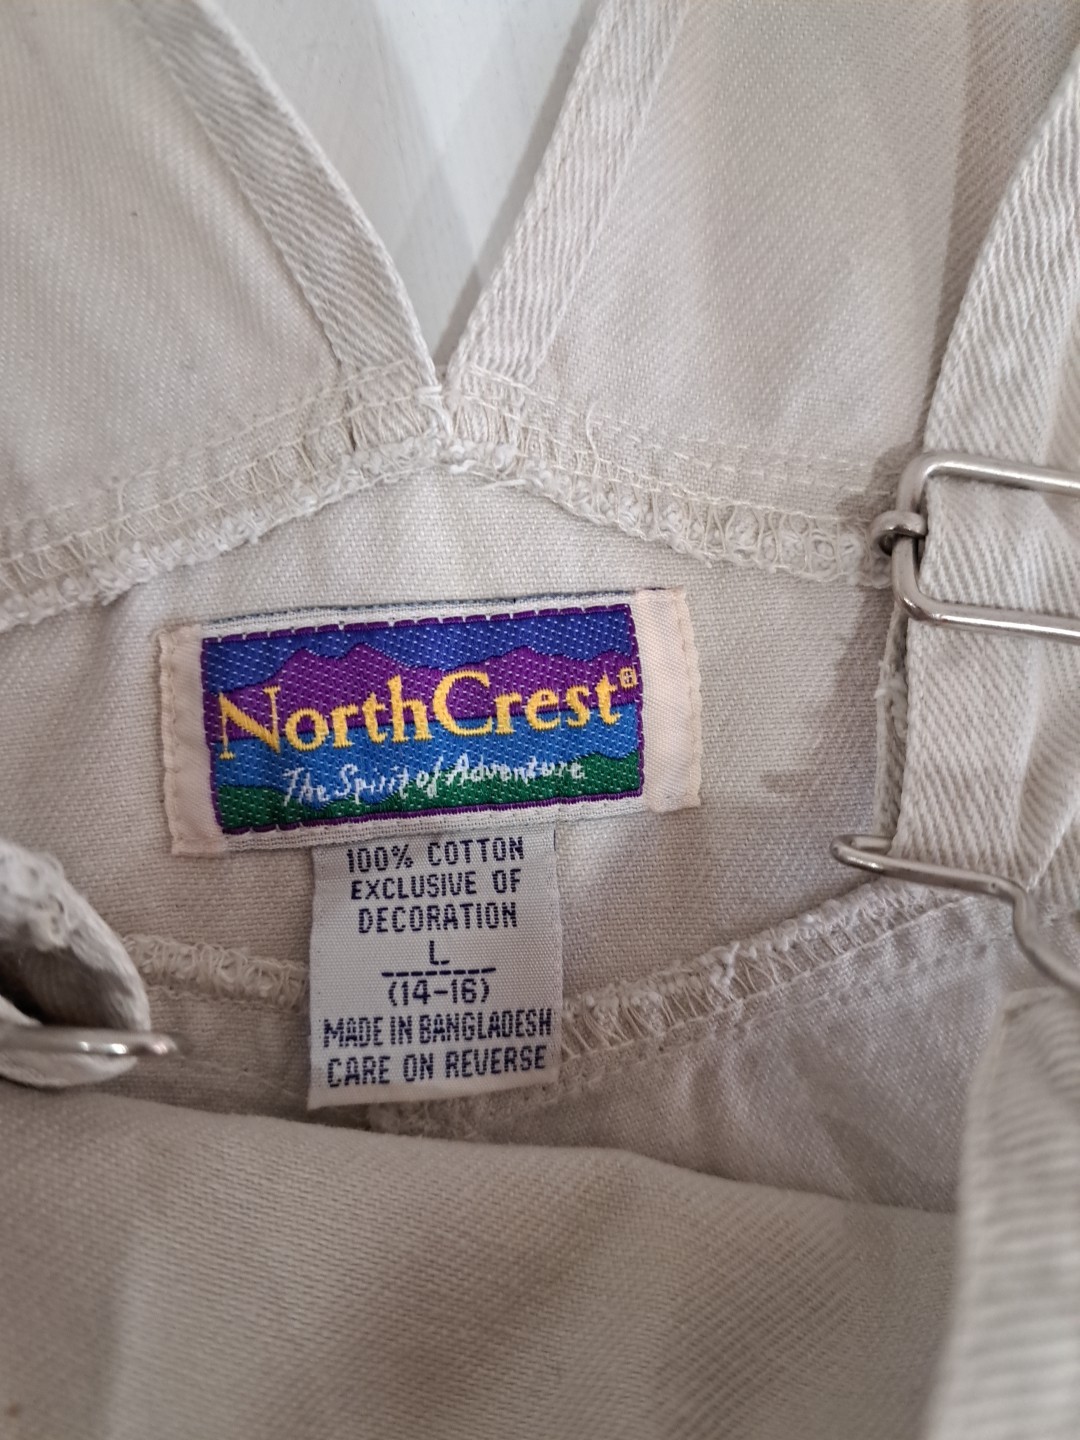 NorthCrest®
The Spirit of Adventure
100% COTTON
EXCLUSIVE OF
DECORATION
L
(14-16)
MADE IN BANGLADESH
CARE ON REVERSE